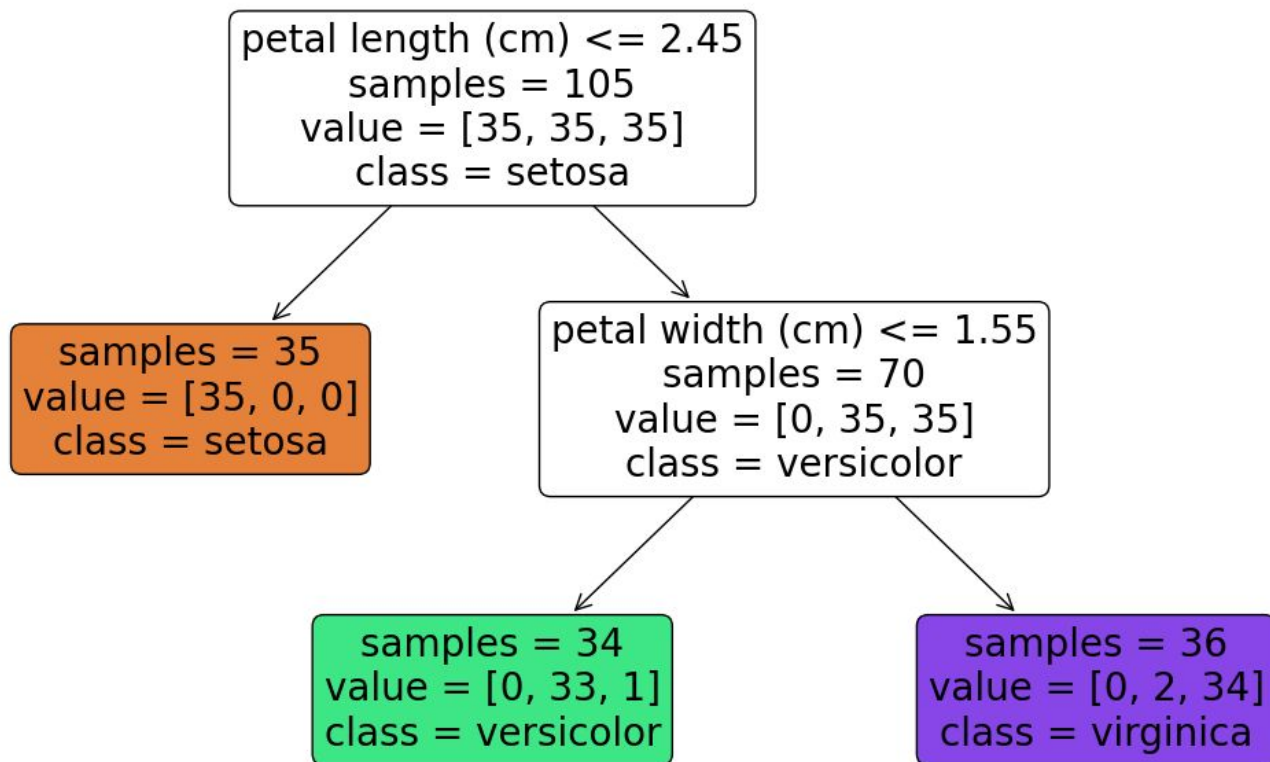 petal length (cm) <= 2.45
samples = 105
value = [35, 35, 35]
class = setosa
samples = 35
value = [35, 0, 0]
class = setosa
petal width (cm) <= 1.55
samples = 70
value = [0, 35, 35]
class = versicolor
samples = 34
value = [0, 33, 1]
class = versicolor
samples = 36
value = [0, 2, 34]
class = virginica